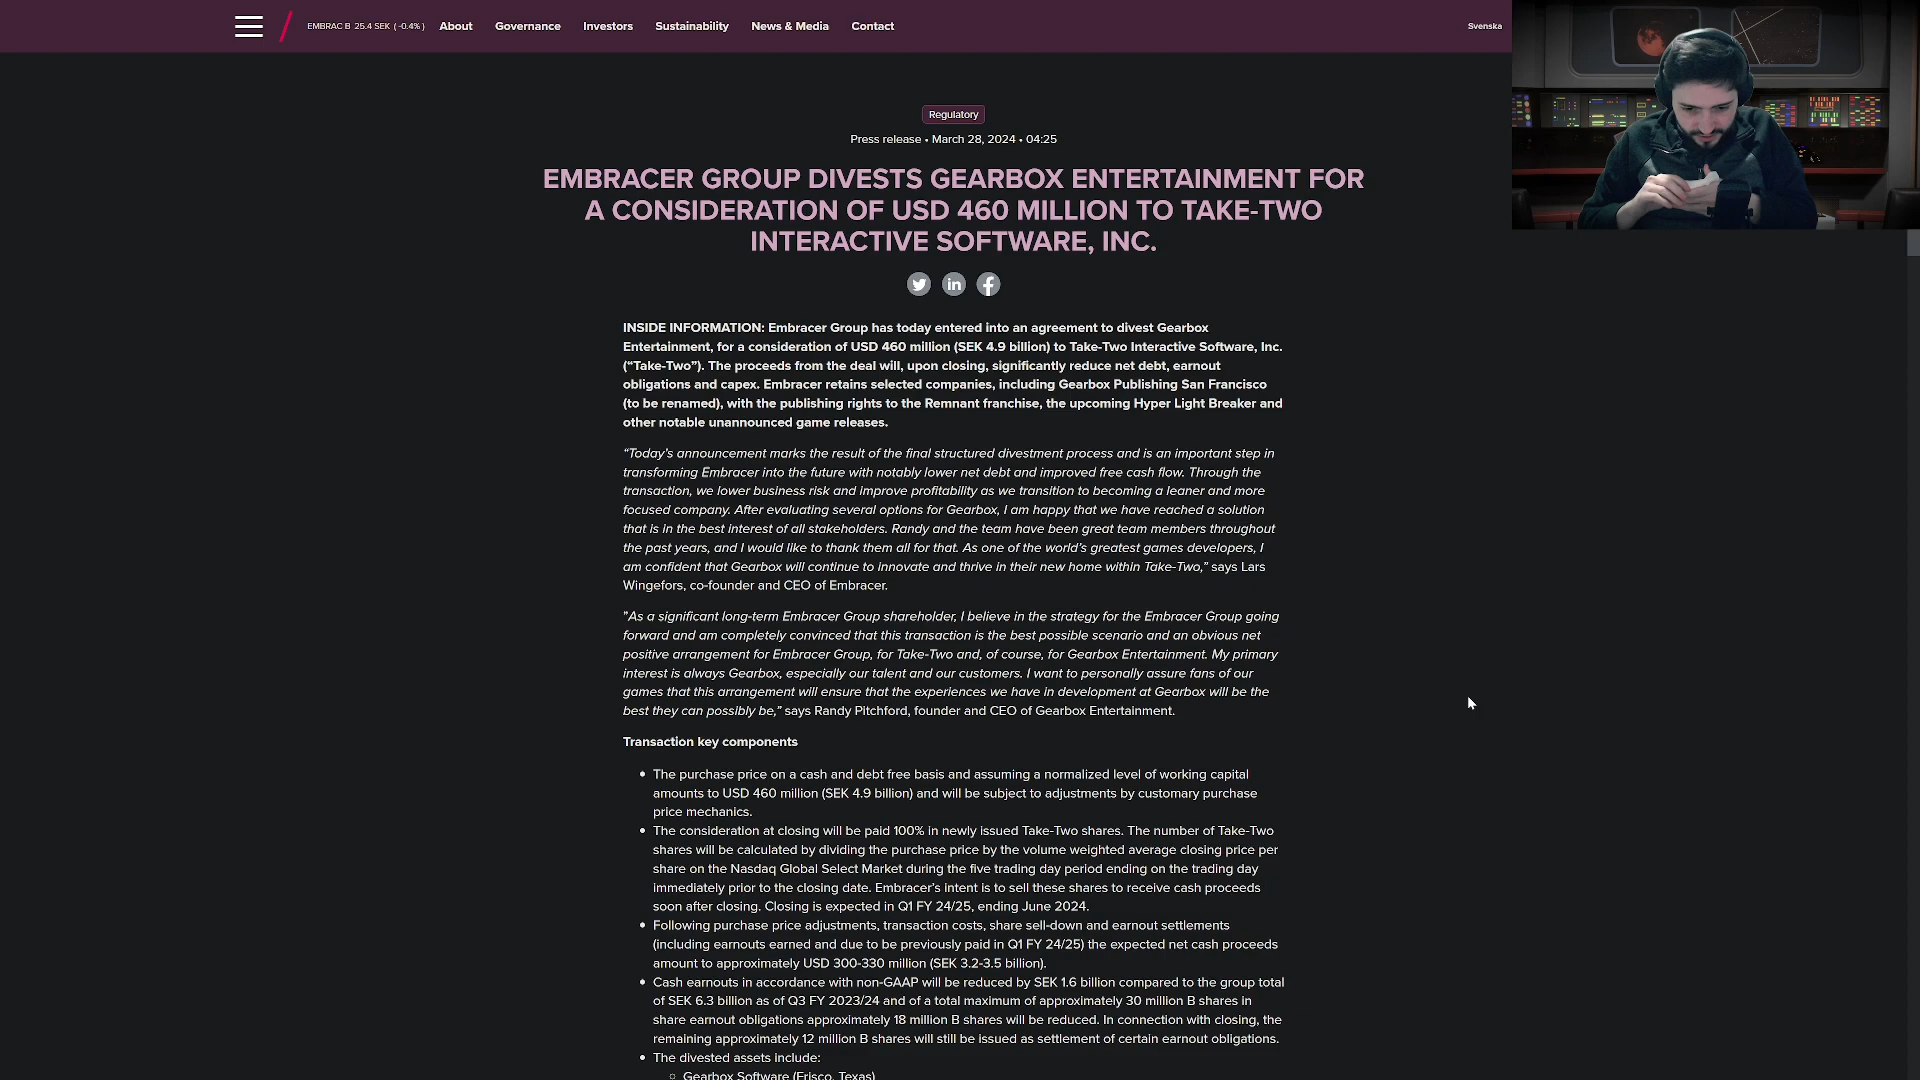 EMBRAC B 25.4 SEK ( -0.4% ) About Governance Investors Sustainability News & Media Contact Svenska
Regulatory
Press release • March 28, 2024 • 04:25
EMBRACER GROUP DIVESTS GEARBOX ENTERTAINMENT FOR
A CONSIDERATION OF USD 460 MILLION TO TAKE-TWO
INTERACTIVE SOFTWARE, INC.
INSIDE INFORMATION: Embracer Group has today entered into an agreement to divest Gearbox
Entertainment, for a consideration of USD 460 million (SEK 4.9 billion) to Take-Two Interactive Software, Inc.
(“Take-Two”). The proceeds from the deal will, upon closing, significantly reduce net debt, earnout
obligations and capex. Embracer retains selected companies, including Gearbox Publishing San Francisco
(to be renamed), with the publishing rights to the Remnant franchise, the upcoming Hyper Light Breaker and
other notable unannounced game releases.
“Today’s announcement marks the result of the final structured divestment process and is an important step in
transforming Embracer into the future with notably lower net debt and improved free cash flow. Through the
transaction, we lower business risk and improve profitability as we transition to becoming a leaner and more
focused company. After evaluating several options for Gearbox, I am happy that we have reached a solution
that is in the best interest of all stakeholders. Randy and the team have been great team members throughout
the past years, and I would like to thank them all for that. As one of the world’s greatest games developers, I
am confident that Gearbox will continue to innovate and thrive in their new home within Take-Two,” says Lars
Wingefors, co-founder and CEO of Embracer.
”As a significant long-term Embracer Group shareholder, I believe in the strategy for the Embracer Group going
forward and am completely convinced that this transaction is the best possible scenario and an obvious net
positive arrangement for Embracer Group, for Take-Two and, of course, for Gearbox Entertainment. My primary
interest is always Gearbox, especially our talent and our customers. I want to personally assure fans of our
games that this arrangement will ensure that the experiences we have in development at Gearbox will be the
best they can possibly be,” says Randy Pitchford, founder and CEO of Gearbox Entertainment.
Transaction key components
• The purchase price on a cash and debt free basis and assuming a normalized level of working capital
amounts to USD 460 million (SEK 4.9 billion) and will be subject to adjustments by customary purchase
price mechanics.
• The consideration at closing will be paid 100% in newly issued Take-Two shares. The number of Take-Two
shares will be calculated by dividing the purchase price by the volume weighted average closing price per
share on the Nasdaq Global Select Market during the five trading day period ending on the trading day
immediately prior to the closing date. Embracer’s intent is to sell these shares to receive cash proceeds
soon after closing. Closing is expected in Q1 FY 24/25, ending June 2024.
• Following purchase price adjustments, transaction costs, share sell-down and earnout settlements
(including earnouts earned and due to be previously paid in Q1 FY 24/25) the expected net cash proceeds
amount to approximately USD 300-330 million (SEK 3.2-3.5 billion).
• Cash earnouts in accordance with non-GAAP will be reduced by SEK 1.6 billion compared to the group total
of SEK 6.3 billion as of Q3 FY 2023/24 and of a total maximum of approximately 30 million B shares in
share earnout obligations approximately 18 million B shares will be reduced. In connection with closing, the
remaining approximately 12 million B shares will still be issued as settlement of certain earnout obligations.
• The divested assets include:
○ Gearbox Software (Frisco, Texas)